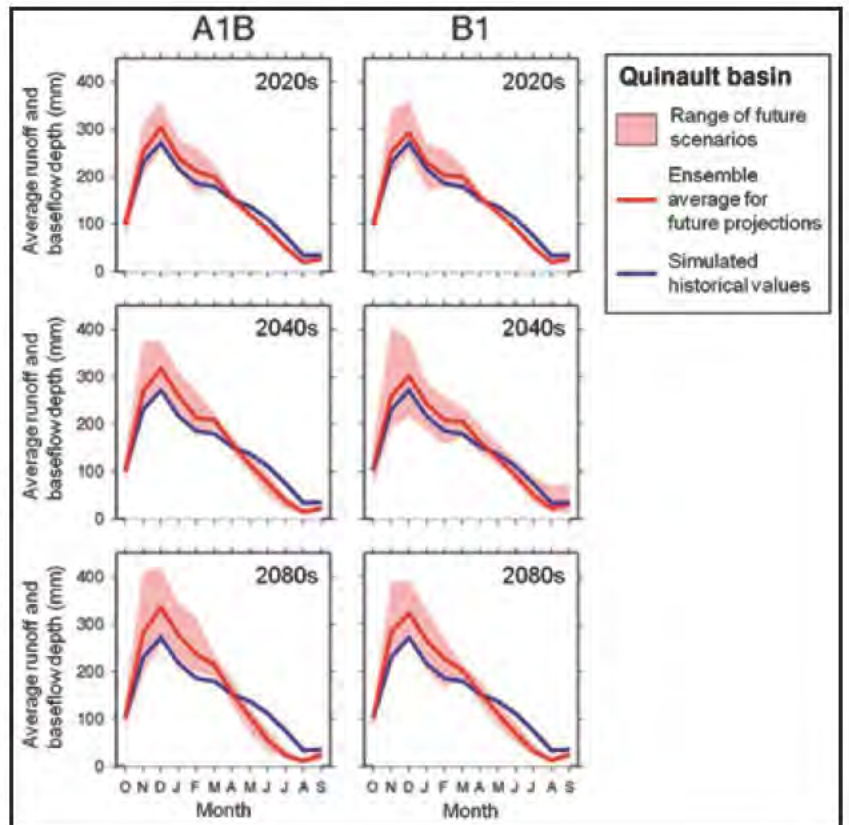 A1B
B1
Average runoff and
baseflow depth (mm)
400
300
200
100
0
2020s
2020s
Quinault basin
Range of future
scenarios
Ensemble
average for
future projections
Simulated
historical values
Average runoff and
baseflow depth (mm)
400
300
200
100
0
2040s
2040s
Average runoff and
baseflow depth (mm)
400
300
200
100
0
2080s
2080s
O N D J F M A M J J A S
Month
O N D J F M A M J J A S
Month